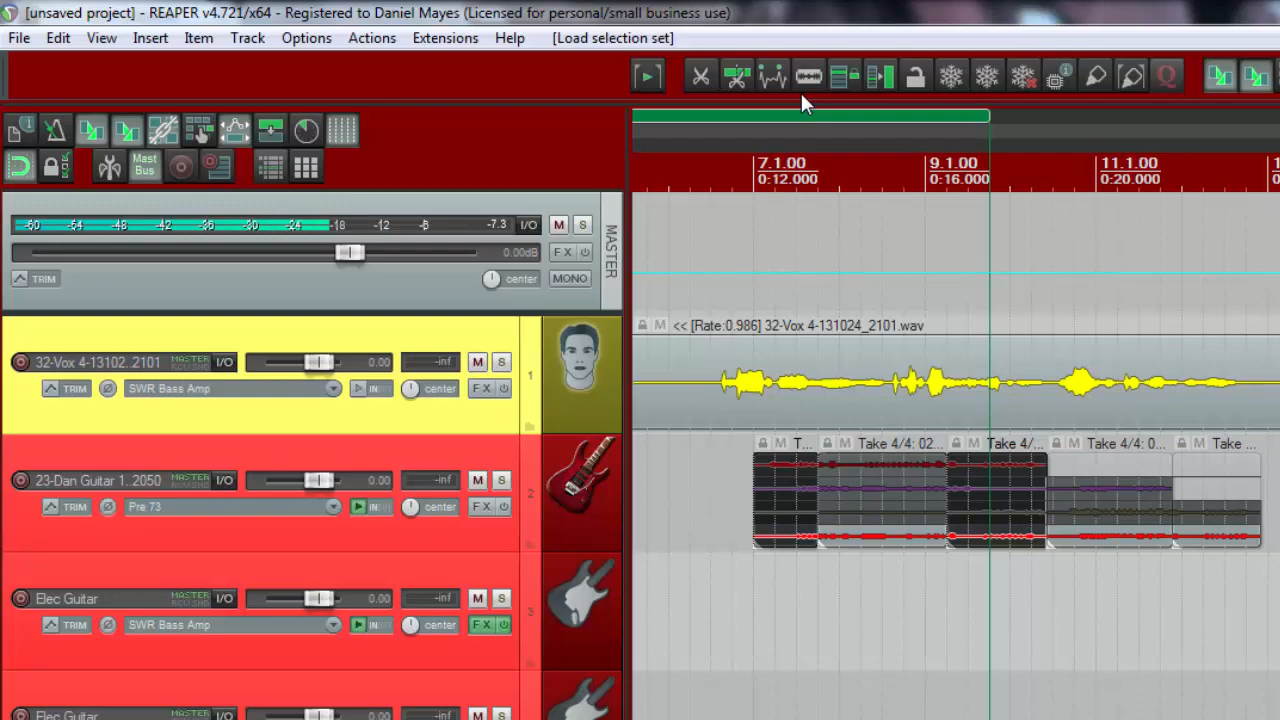 [unsaved project] - REAPER v4.721/x64 - Registered to Daniel Mayes (Licensed for personal/small business use)
File Edit View Insert Item Track Options Actions Extensions Help [Load selection set]
Q
Mast Bus
7.1.00 9.1.00 11.1.00
0:12.000 0:16.000 0:20.000
-60 -54 -48 -42 -36 -30 -24 -18 -12 -6 -7.3 I/O M S
0.00dB FX
TRIM center MONO
MASTER
M << [Rate:0.986] 32-Vox 4-131024_2101.wav
32-Vox 4-13102..2101 MASTER I/O 0.00 -inf M S
TRIM SWR Bass Amp IN center FX
1
M T... M Take 4/4: 02... M Take 4/... M Take 4/4: 0... M Take ...
23-Dan Guitar 1..2050 MASTER I/O 0.00 -inf M S
TRIM Pre 73 IN center FX
2
Elec Guitar MASTER I/O 0.00 -inf M S
TRIM SWR Bass Amp IN center FX
3
Elec Guitar MASTER I/O 0.00 -inf M S